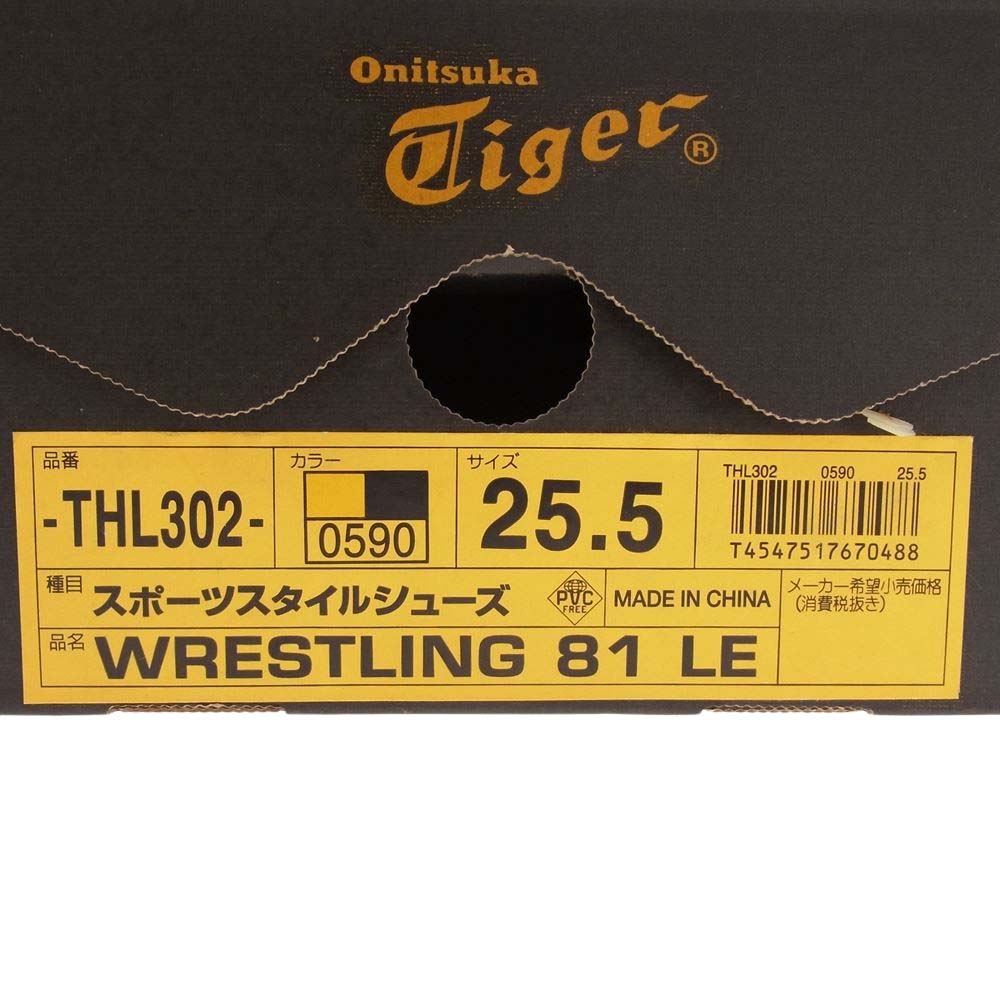 Onitsuka
Tiger®
品番
-THL302-
カラー
0590
サイズ
25.5
THL302 0590 25.5
T4547517670488
種目 スポーツスタイルシューズ
PVC
FREE
MADE IN CHINA
メーカー希望小売価格
(消費税抜き)
品名 WRESTLING 81 LE